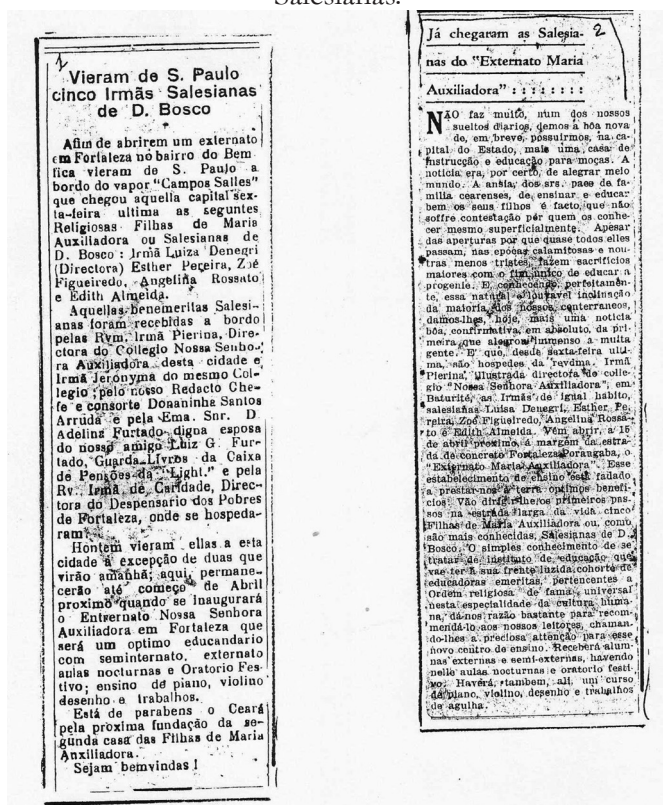 Salesianas.
1
Vieram de S. Paulo
cinco Irmãs Salesianas
de D. Bosco
Afim de abrirem um externato
em Fortaleza no bairro do Bem
fica vieram de S. Paulo a
bordo do vapor "Campos Salles"
que chegou aquella capital sex-
ta-feira ultima as seguntes
Religiosas Filhas de Maria
Auxiliadora ou Salesianas de
D. Bosco: Irmã Luiza Denegri
(Directora) Esther Pereira, Zoé
Figueiredo, Angelina Rossato
e Edith Almeida.
Aquellas benemeritas Salesi-
anas foram recebidas a bordo
pelas Rvm. Irmã Pierina, Dire-
ctora do Collegio Nossa Senho-
ra Auxiliadora desta cidade e
Irmã Jeronyma do mesmo Col-
legio; pelo nosso Redacto Che-
fe e consorte Donaninha Santos
Arruda e pela Ema. Snr. D
Adelina Furtado digna esposa
do nosso amigo Luiz G. Fur-
tado, Guarda-Livros da Caixa
de Pensões da "Light." e pela
Rv. Irmã de Caridade, Direc-
tora do Despensario dos Pobres
de Fortaleza, onde se hospeda-
ram.
Hontem vieram ellas a esta
cidade á excepção de duas que
virão amanhã; aqui, permane-
cerão até começo de Abril
proximo quando se inaugurará
o Entxernato Nossa Senhora
Auxiliadora em Fortaleza que
será um optimo educandario
com seminternato, externato
aulas nocturnas e Oratorio Fes-
tivo; ensino de piano, violino
desenho e trabalhos.
Está de parabens o Ceará
pela proxima fundação da se-
gunda casa das Filhas de Maria
Anxiliadora.
Sejam bemvindas!
2
Já chegaram as Salesia-
nas do "Externato Maria
Auxiliadora" : : : : : : : :
NÃO faz muito, num dos nossos
sueltos diarios, demos a bôa nova
de, em breve, possuirmos, na ca-
pital do Estado, mais uma casa de
instrucção e educação para moças. A
noticia era, por certo, de alegrar meio
mundo. A ansia, dos srs. paes de fa-
milia cearenses, de ensinar e educar
bem os seus filhos é facto, que não
soffre contestação por quem os conhe-
cer mesmo superficialmente. Apesar
das aperturas por que quase todos elles
passam, nas epocas calamitosas e nou-
tras menos tristes, fazem sacrificios
maiores com o fim unico de educar a
progenie. E, conhecendo, perfeitamen-
te, essa natural e louvavel inclinação
da maioria dos nossos conterraneos,
damos-lhes, hoje, mais uma noticia
bôa, confirmativa, em absoluto, da pri-
meira, que alegrou immenso a muita
gente. E' que, desde sexta-feira ulti-
ma, são hospedes da revdma. Irmã
Pierina, illustrada directora do colle-
gio "Nossa Senhora Auxiliadora", em
Baturité, as Irmãs de igual habito,
salesianas Luisa Denegri, Esther Pe-
reira, Zoé Figueiredo, Angelina Rossa-
to e Edith Almeida. Vêm abrir, a 15
de abril proximo, á margem da estra-
da de concreto Fortaleza-Porangaba, o
"Externato Maria Auxiliadora". Esse
estabelecimento de ensino está fadado
a prestar-nos á terra optimos benefi-
cios. Vão dirigir-lhe os primeiros pas-
sos na estrada larga da vida cinco
Filhas de Maria Auxiliadora ou, como
são mais conhecidas, Salesianas de D.
Bosco. O simples conhecimento de se
tratar de instituto de educação que
vae ter á sua frente luzida cohorte de
educadoras emeritas, pertencentes a
Ordem religiosa de fama universal
nesta especialidade da cultura huma-
na, dá-nos razão bastante para recom-
mendá-lo aos nossos leitores, chaman-
do-lhes a preciosa attenção para esse
novo centro de ensino. Receberá alum-
nas externas e semi-externas, havendo
nelle aulas nocturnas e oratorio festi-
vo. Haverá, tambem, ali, um curso
de piano, violino, desenho e trabalhos
de agulha.